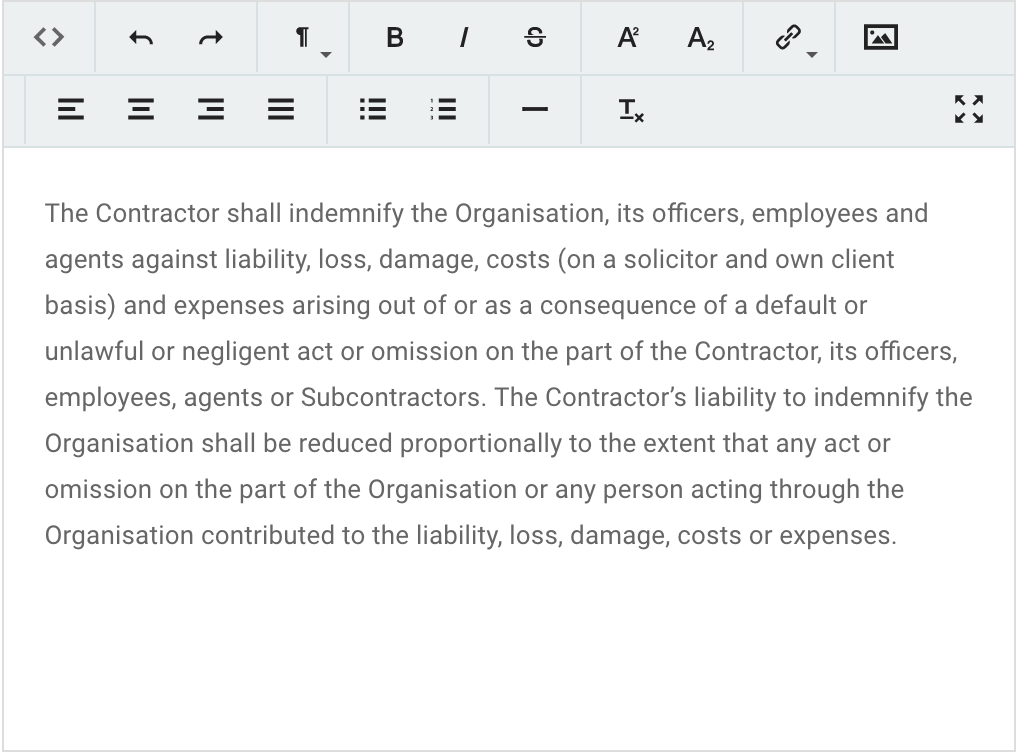 The Contractor shall indemnify the Organisation, its officers, employees and
agents against liability, loss, damage, costs (on a solicitor and own client
basis) and expenses arising out of or as a consequence of a default or
unlawful or negligent act or omission on the part of the Contractor, its officers,
employees, agents or Subcontractors. The Contractor’s liability to indemnify the
Organisation shall be reduced proportionally to the extent that any act or
omission on the part of the Organisation or any person acting through the
Organisation contributed to the liability, loss, damage, costs or expenses.